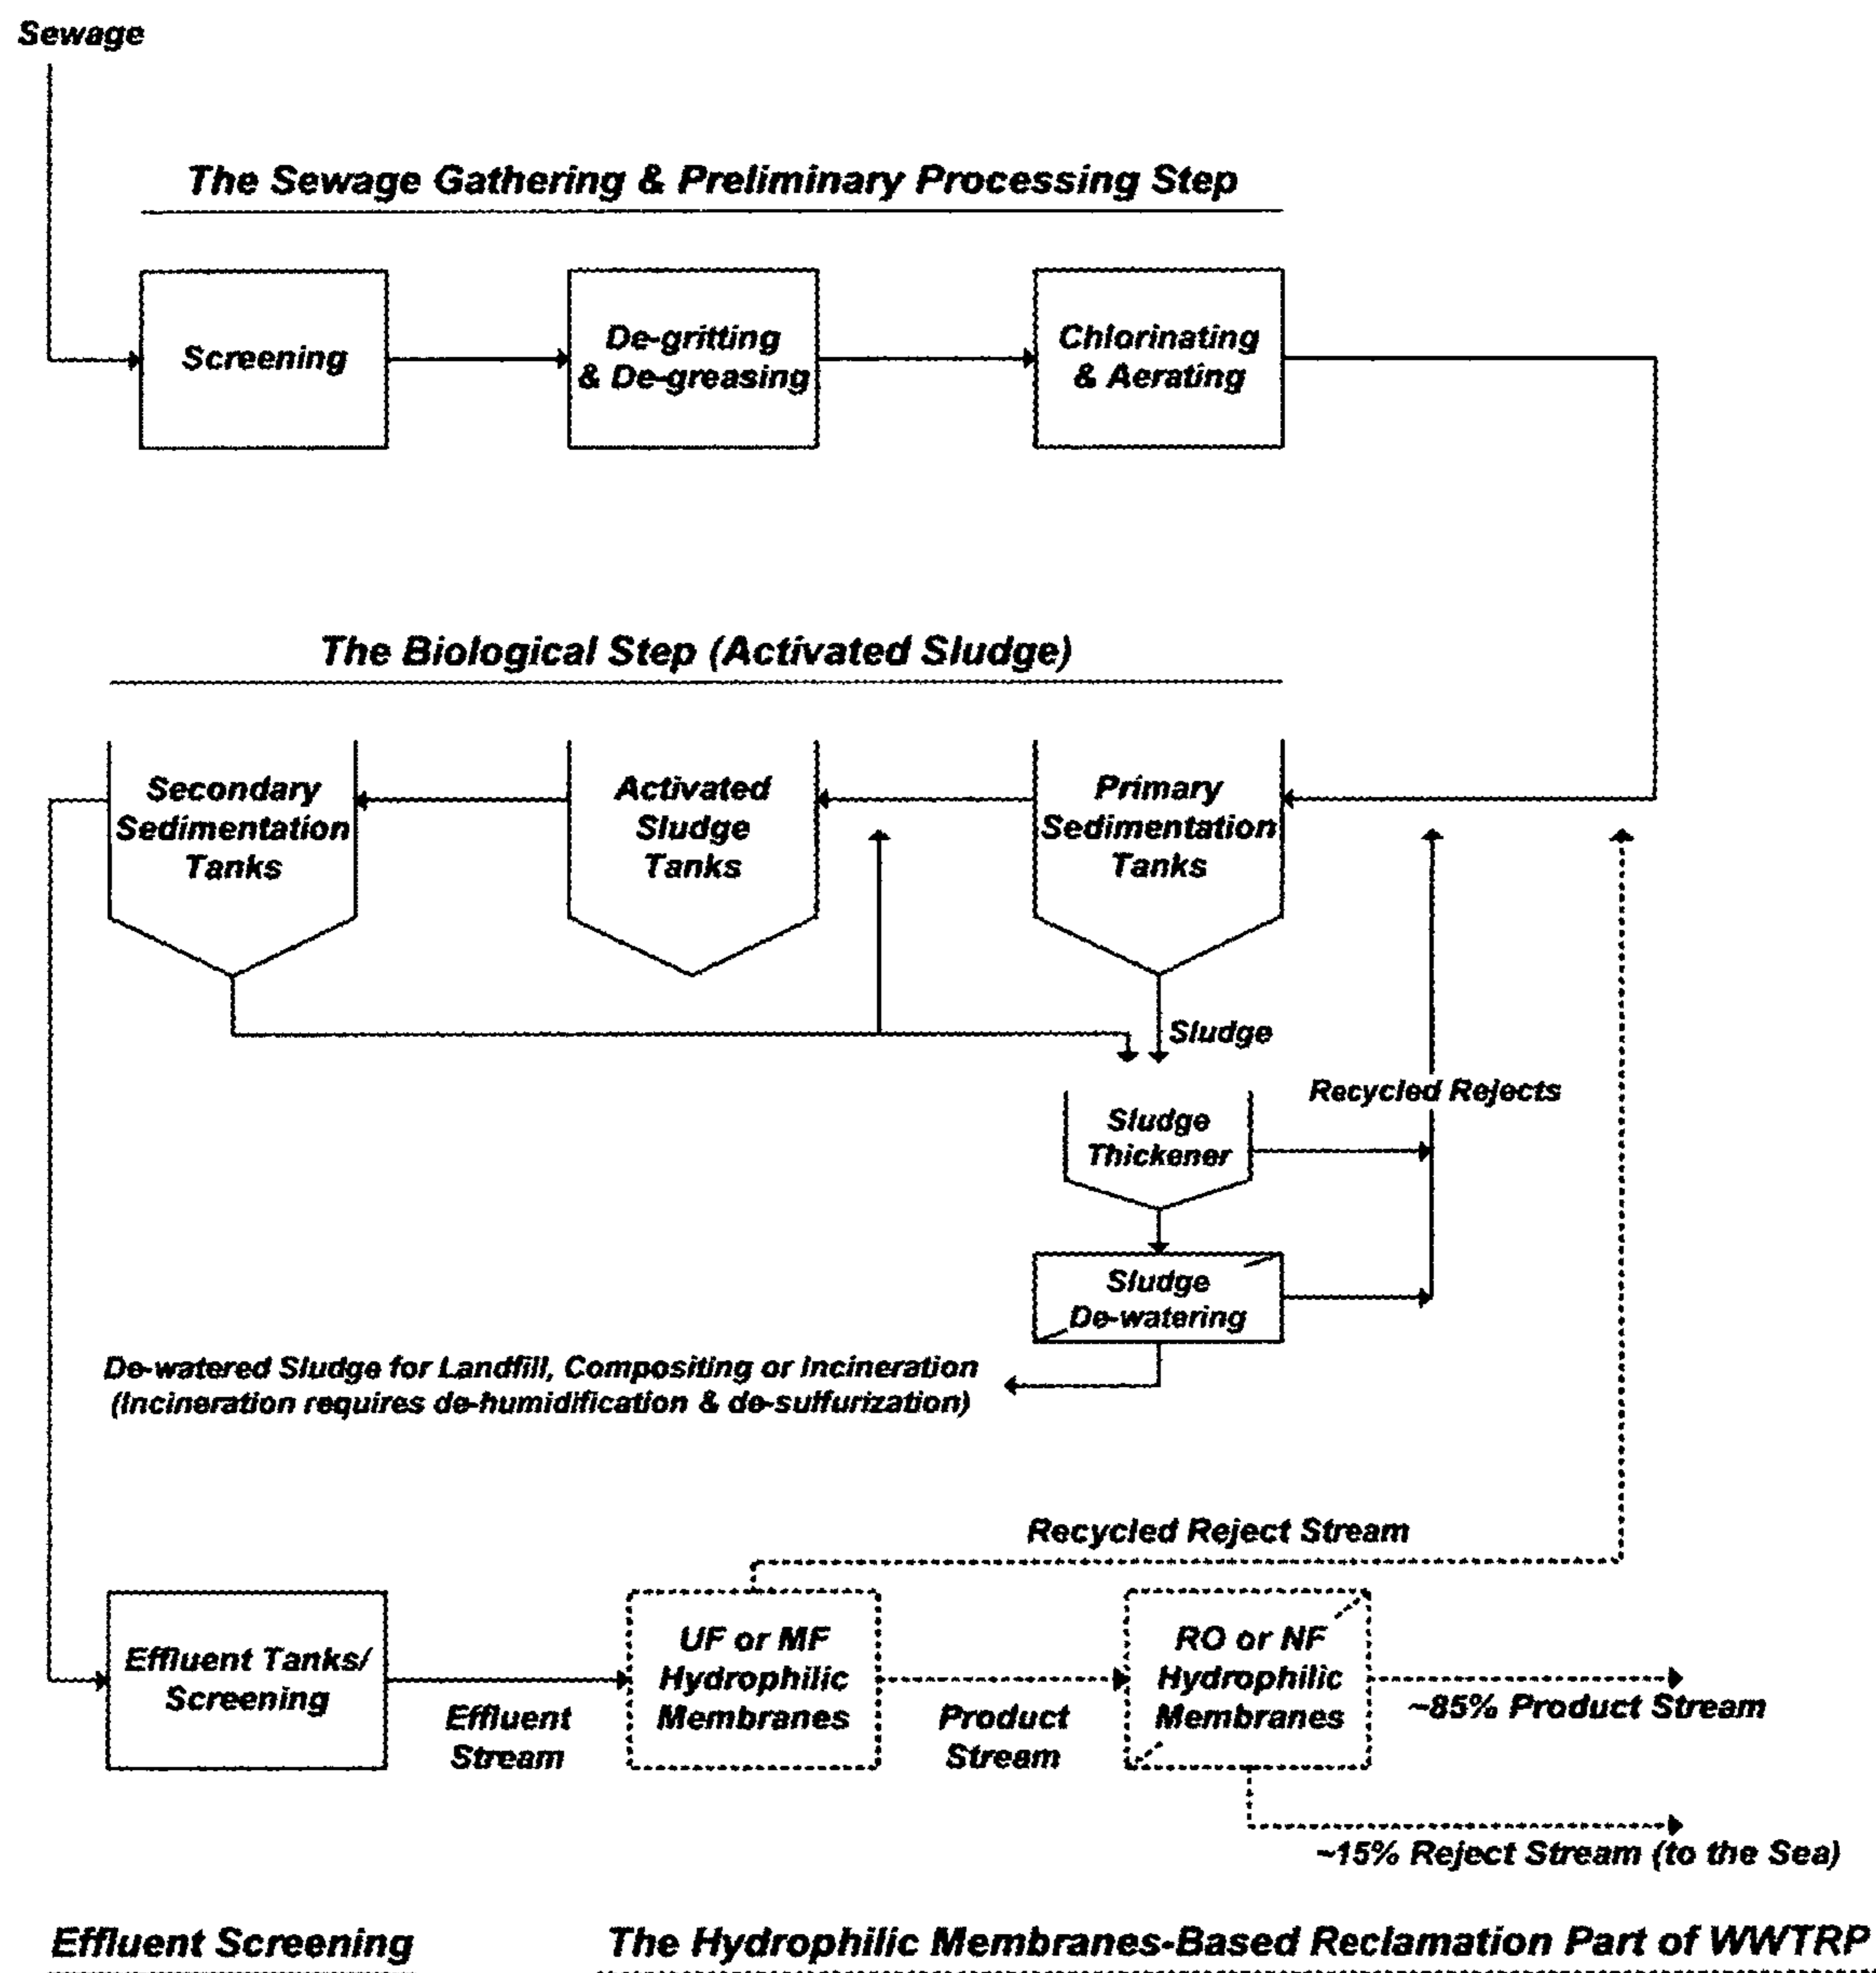 Sewage
The Sewage Gathering & Preliminary Processing Step
Screening
De-gritting
& De-greasing
Chlorinating
& Aerating
The Biological Step (Activated Sludge)
Secondary
Sedimentation
Tanks
Activated
Sludge
Tanks
Primary
Sedimentation
Tanks
Sludge
Recycled Rejects
Sludge
Thickener
Sludge
De-watering
De-watered Sludge for Landfill, Compositing or Incineration
(Incineration requires de-humidification & de-sulfurization)
Recycled Reject Stream
Effluent Tanks/
Screening
Effluent
Stream
UF or MF
Hydrophilic
Membranes
Product
Stream
RO or NF
Hydrophilic
Membranes
~85% Product Stream
~15% Reject Stream (to the Sea)
Effluent Screening
The Hydrophilic Membranes-Based Reclamation Part of WWTRP